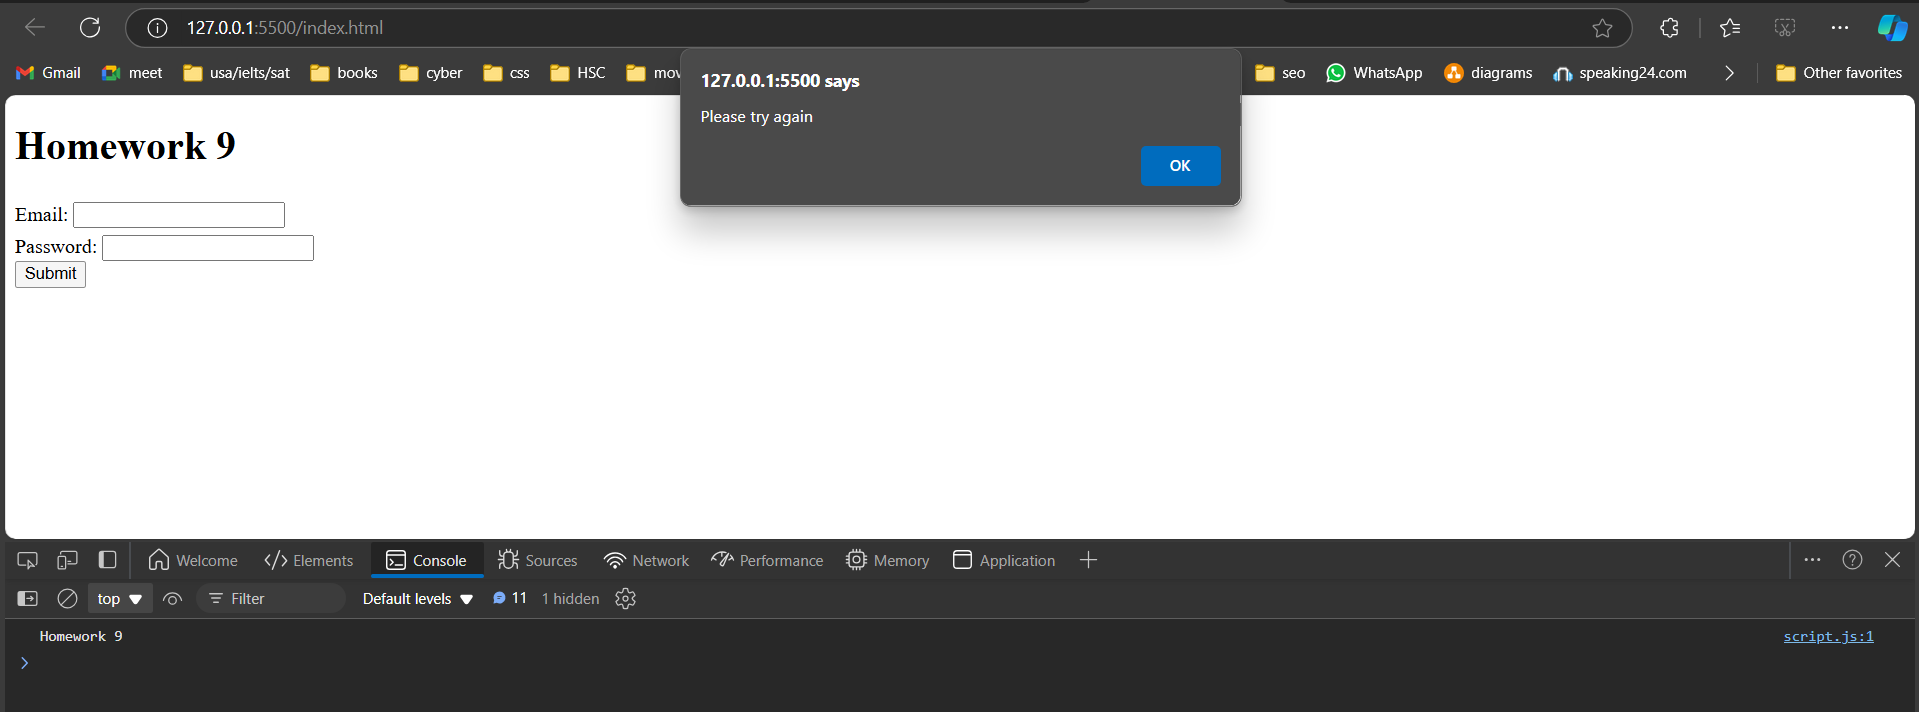 127.0.0.1:5500/index.html
Gmail meet usa/ielts/sat books cyber css HSC seo WhatsApp diagrams speaking24.com Other favorites
127.0.0.1:5500 says
Please try again
OK
Homework 9
Email:
Password:
Submit
Welcome Elements Console Sources Network Performance Memory Application
top Filter Default levels 11 1 hidden
Homework 9 script.js:1